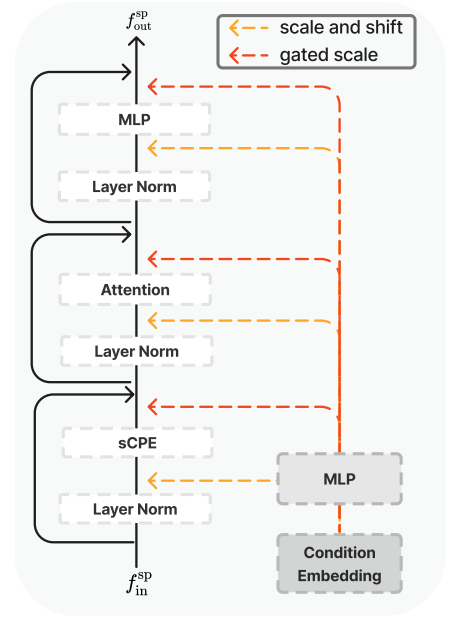 f_out^sp
scale and shift
gated scale
MLP
Layer Norm
Attention
Layer Norm
sCPE
Layer Norm
f_in^sp
MLP
Condition
Embedding